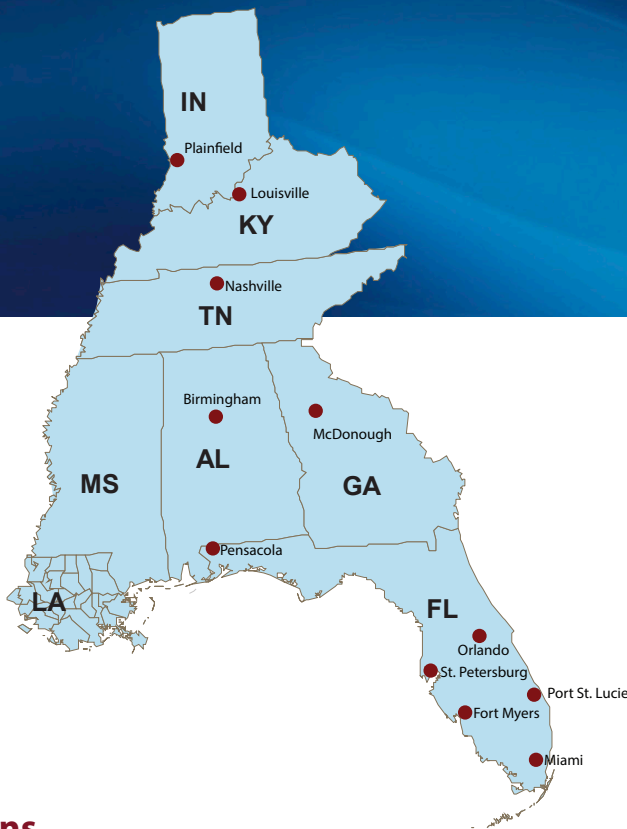 IN
Plainfield
Louisville
KY
Nashville
TN
Birmingham
McDonough
AL
MS
GA
Pensacola
LA
FL
Orlando
St. Petersburg
Port St. Lucie
Fort Myers
Miami